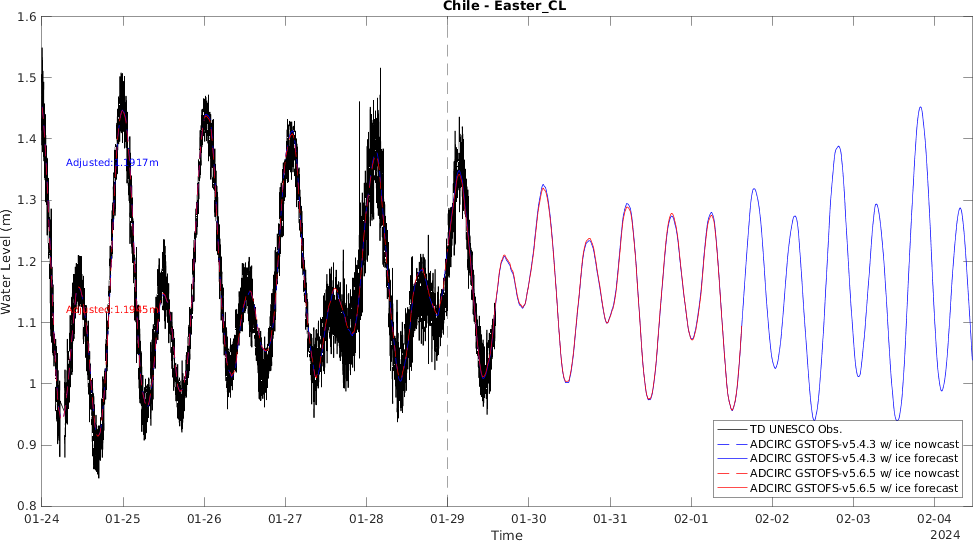 Chile - Easter_CL
1.6
1.5
1.4
1.3
1.2
1.1
1
0.9
0.8
Water Level (m)
Adjusted:1.1917m
Adjusted:1.1945m
TD UNESCO Obs.
ADCIRC GSTOFS-v5.4.3 w/ ice nowcast
ADCIRC GSTOFS-v5.4.3 w/ ice forecast
ADCIRC GSTOFS-v5.6.5 w/ ice nowcast
ADCIRC GSTOFS-v5.6.5 w/ ice forecast
01-24 01-25 01-26 01-27 01-28 01-29 01-30 01-31 02-01 02-02 02-03 02-04
Time 2024